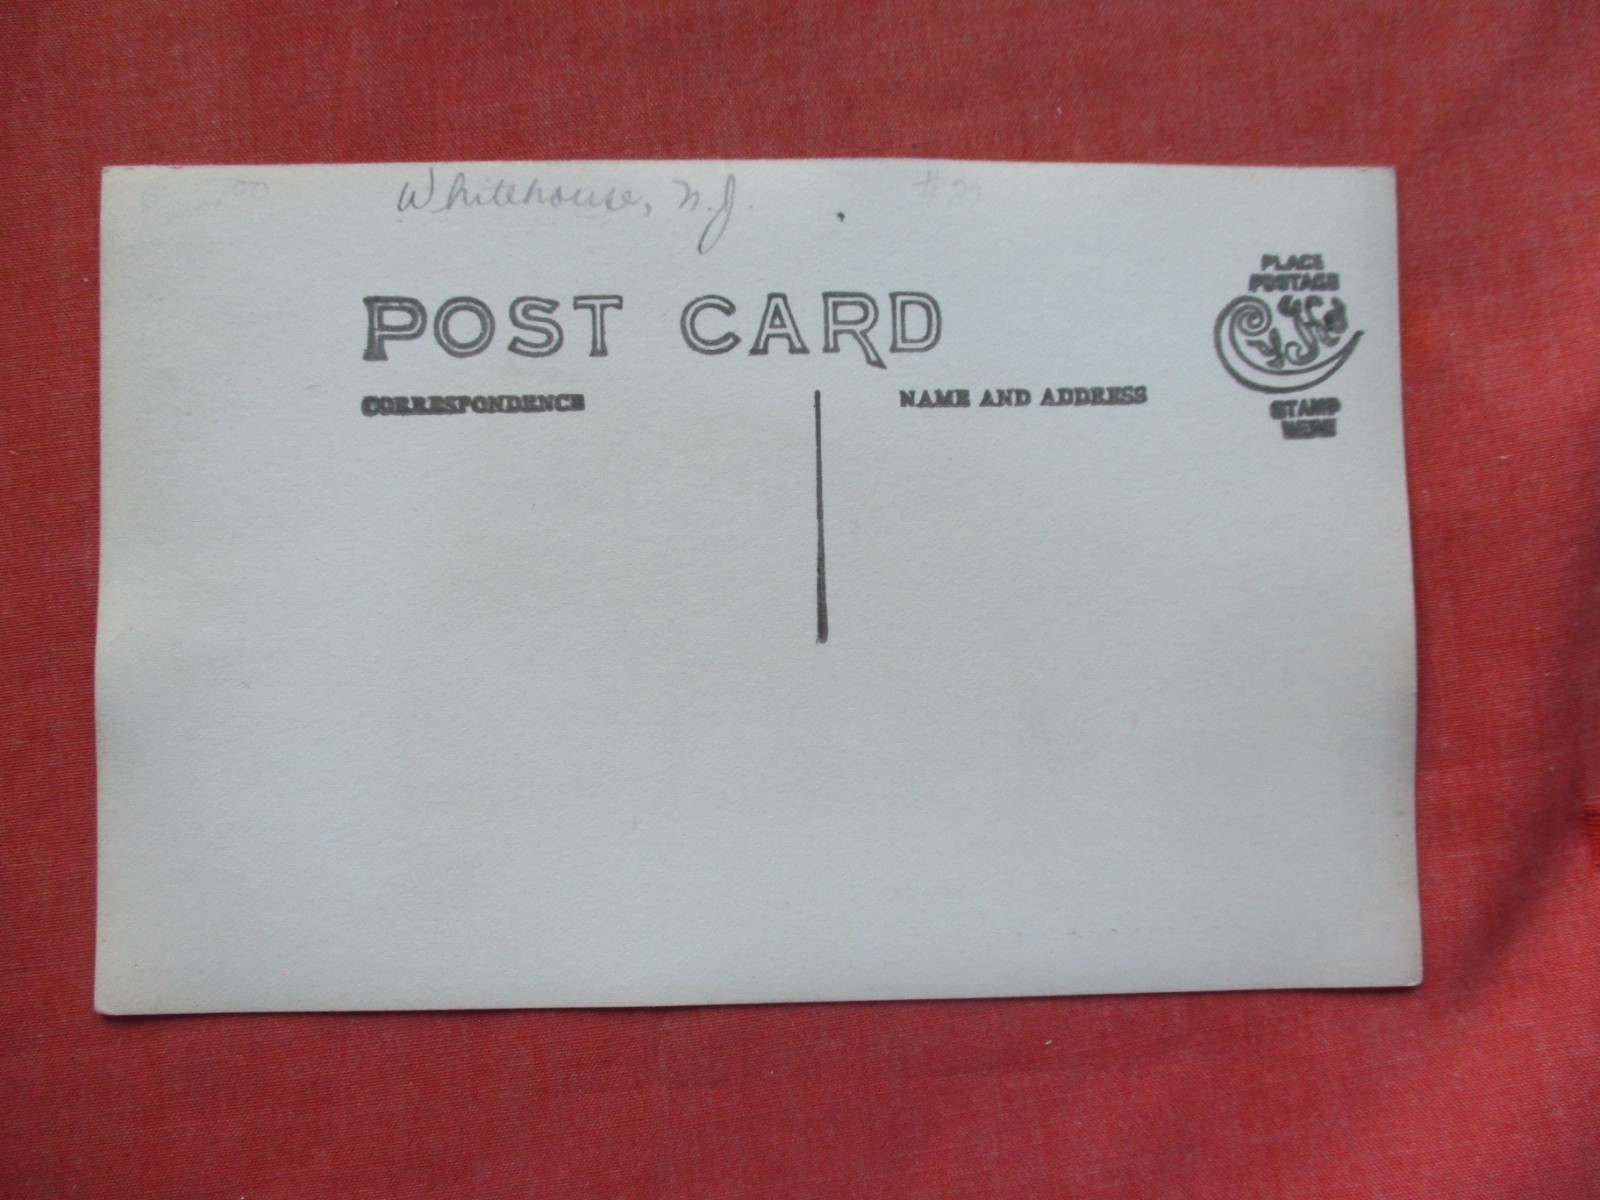 Whitehouse, N.J.
POST CARD
CORRESPONDENCE
NAME AND ADDRESS
PLACE
POSTAGE
STAMP
HERE